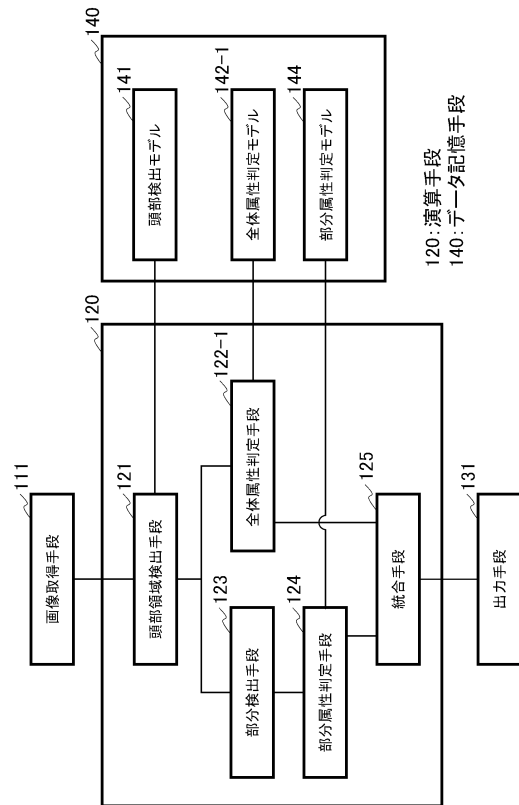 111
画像取得手段
120
121
頭部領域検出手段
122-1
全体属性判定手段
123
部分検出手段
124
部分属性判定手段
125
統合手段
131
出力手段
140
141
頭部検出モデル
142-1
全体属性判定モデル
144
部分属性判定モデル
120:演算手段
140:データ記憶手段